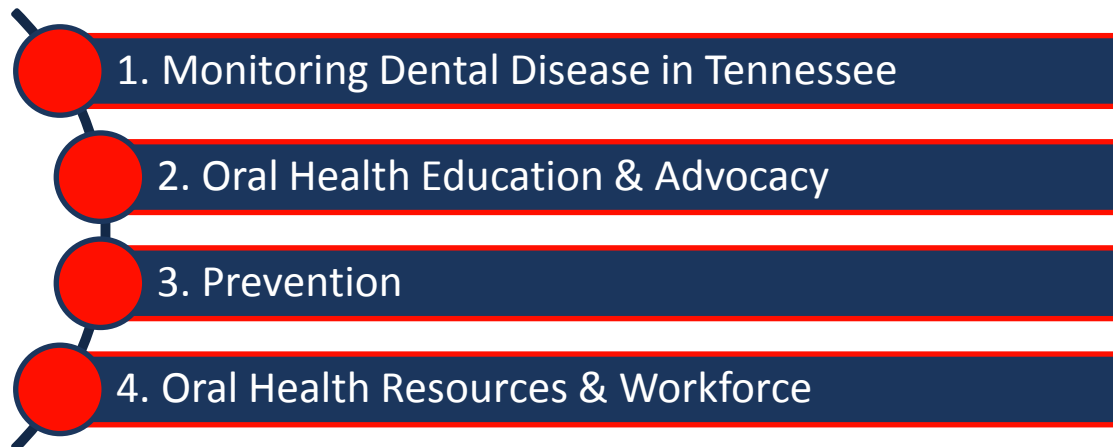 1. Monitoring Dental Disease in Tennessee
2. Oral Health Education & Advocacy
3. Prevention
4. Oral Health Resources & Workforce